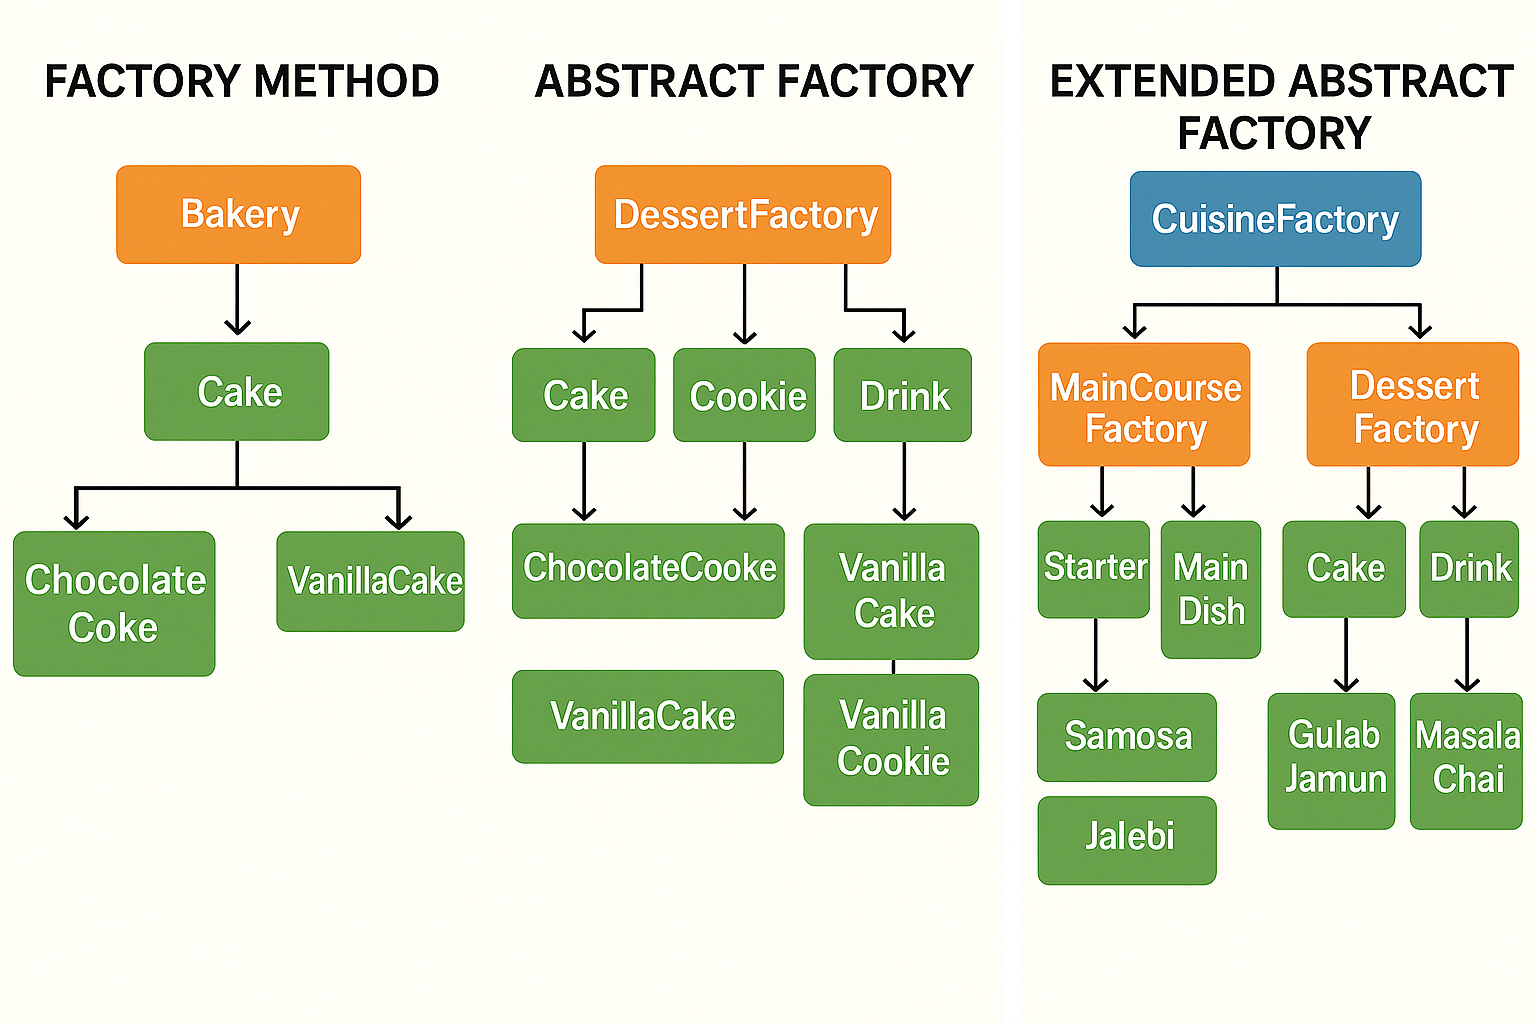 FACTORY METHOD
Bakery
Cake
Chocolate
Coke
VanillaCake
ABSTRACT FACTORY
DessertFactory
Cake
Cookie
Drink
ChocolateCooke
Vanilla
Cake
VanillaCake
Vanilla
Cookie
EXTENDED ABSTRACT
FACTORY
CuisineFactory
MainCourse
Factory
Dessert
Factory
Starter
Main
Dish
Cake
Drink
Samosa
Gulab
Jamun
Masala
Chai
Jalebi